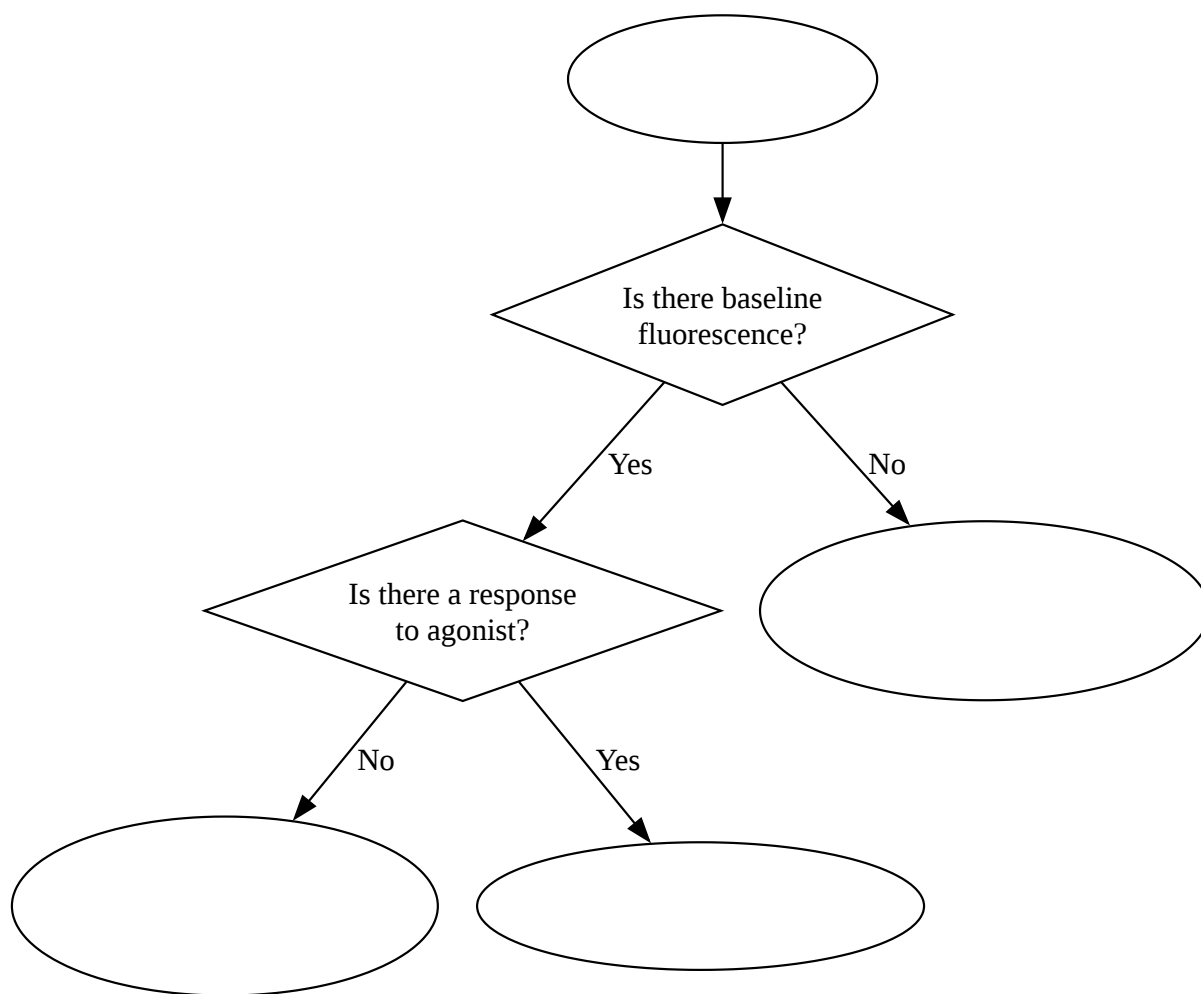 Is there baseline
fluorescence?
Yes
No
Is there a response
to agonist?
No
Yes